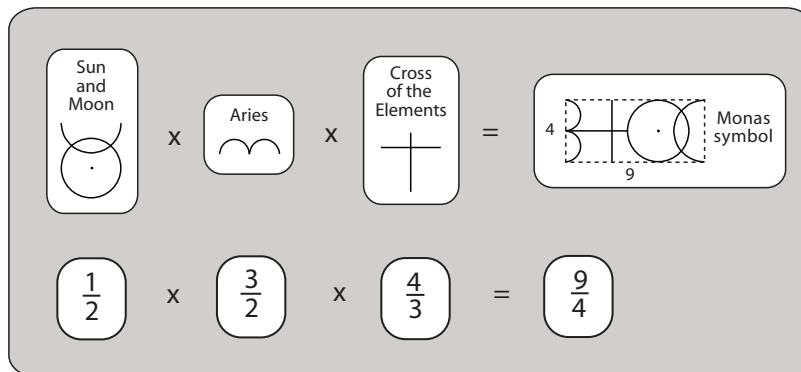 Sun
and
Moon
x
Aries
x
Cross
of the
Elements
=
4
9
Monas
symbol
1/2 x 3/2 x 4/3 = 9/4